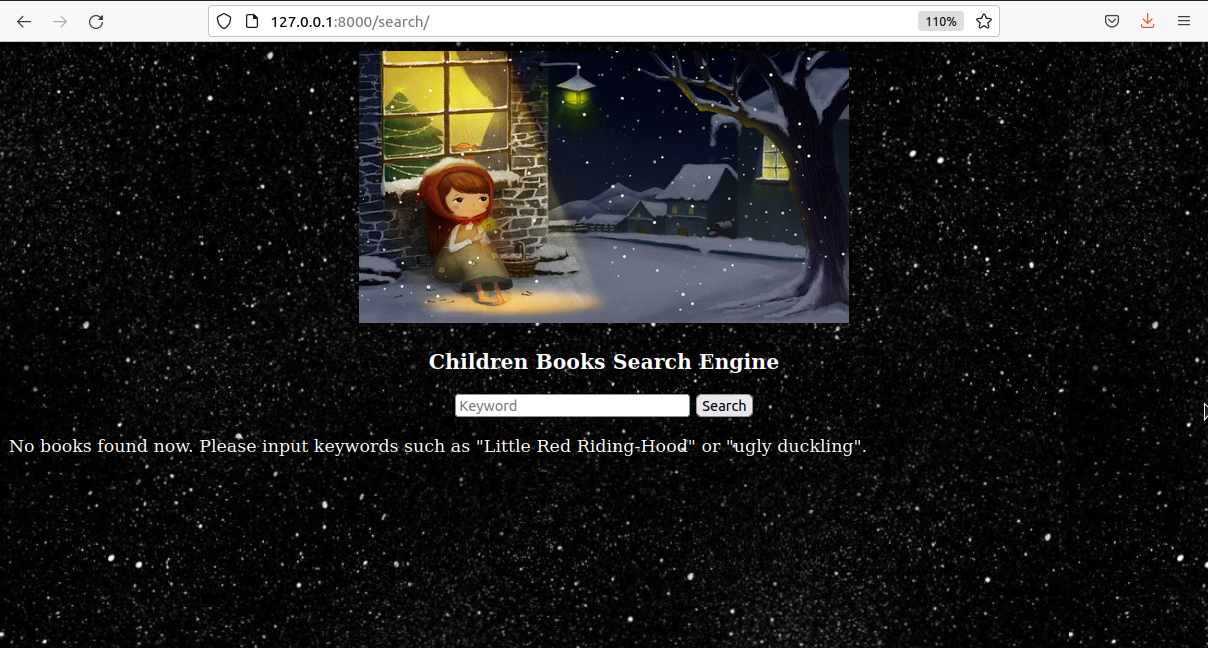 127.0.0.1:8000/search/
110%
Children Books Search Engine
Keyword
Search
No books found now. Please input keywords such as "Little Red Riding-Hood" or "ugly duckling".